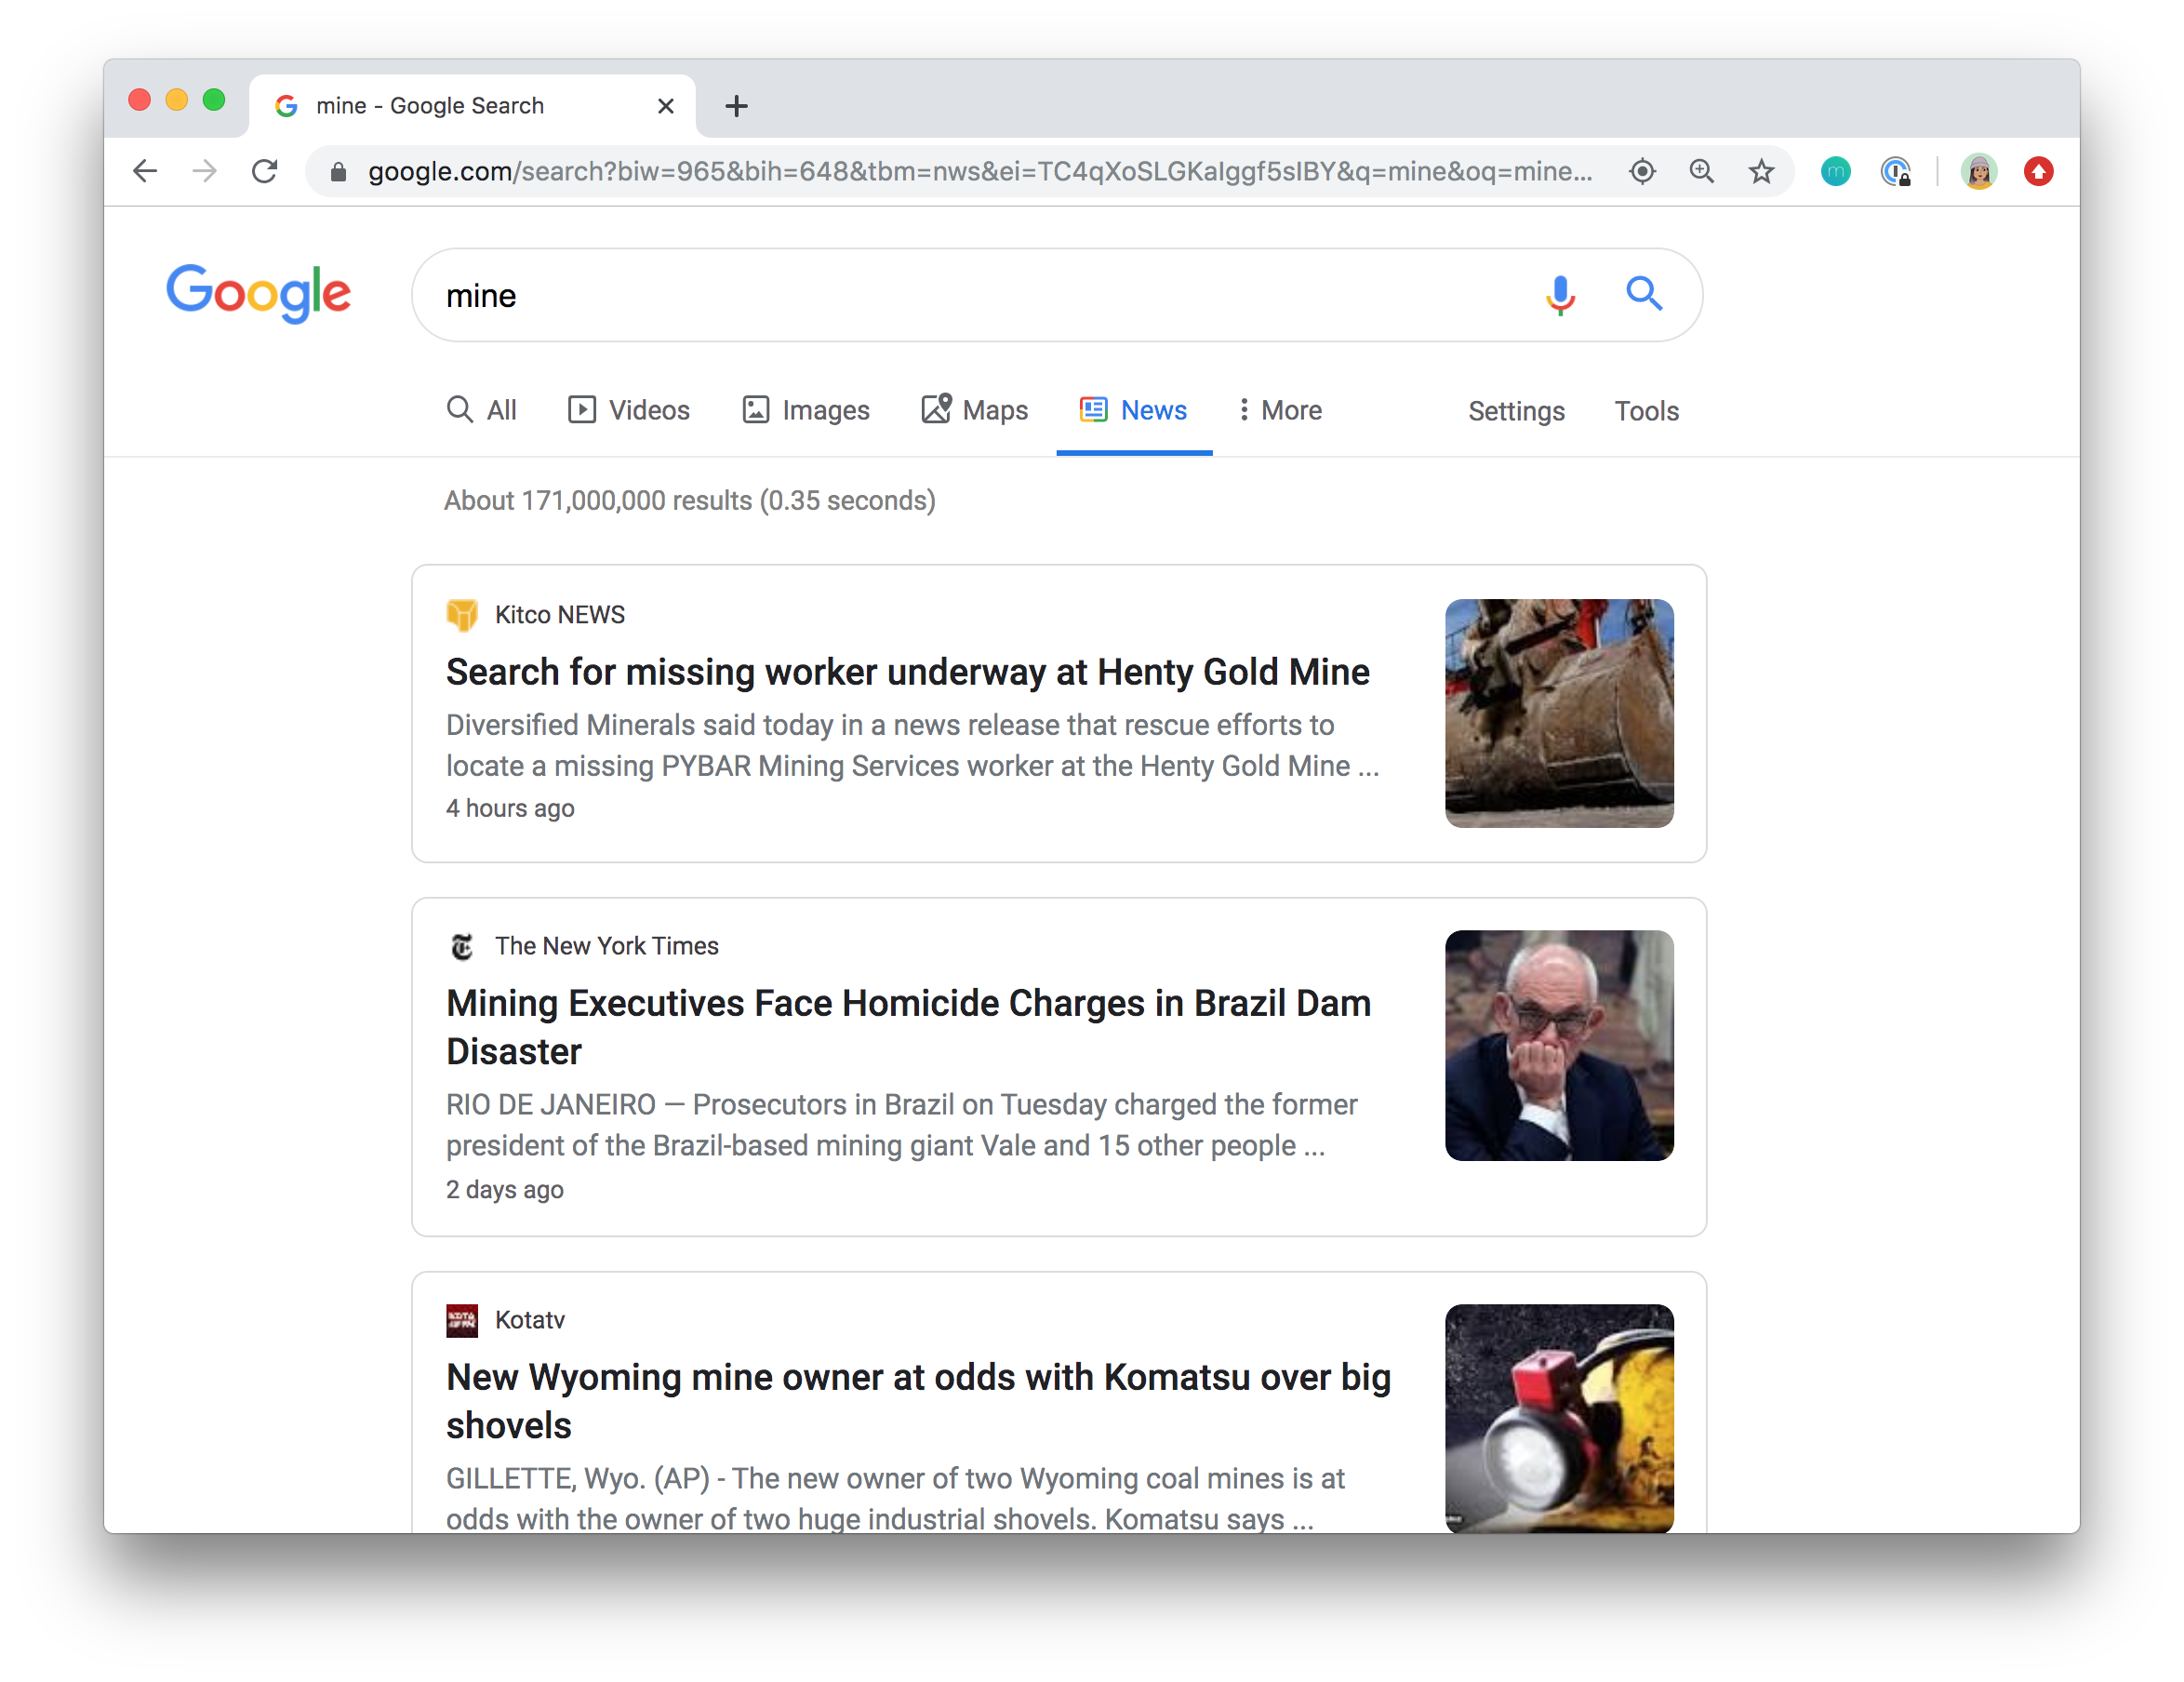 mine - Google Search
google.com/search?biw=965&bih=648&tbm=nws&ei=TC4qXoSLGKaIggf5sIBY&q=mine&oq=mine...
Google
mine
All Videos Images Maps News More Settings Tools
About 171,000,000 results (0.35 seconds)
Kitco NEWS
Search for missing worker underway at Henty Gold Mine
Diversified Minerals said today in a news release that rescue efforts to
locate a missing PYBAR Mining Services worker at the Henty Gold Mine ...
4 hours ago
The New York Times
Mining Executives Face Homicide Charges in Brazil Dam
Disaster
RIO DE JANEIRO — Prosecutors in Brazil on Tuesday charged the former
president of the Brazil-based mining giant Vale and 15 other people ...
2 days ago
Kotatv
New Wyoming mine owner at odds with Komatsu over big
shovels
GILLETTE, Wyo. (AP) - The new owner of two Wyoming coal mines is at
odds with the owner of two huge industrial shovels. Komatsu says ...